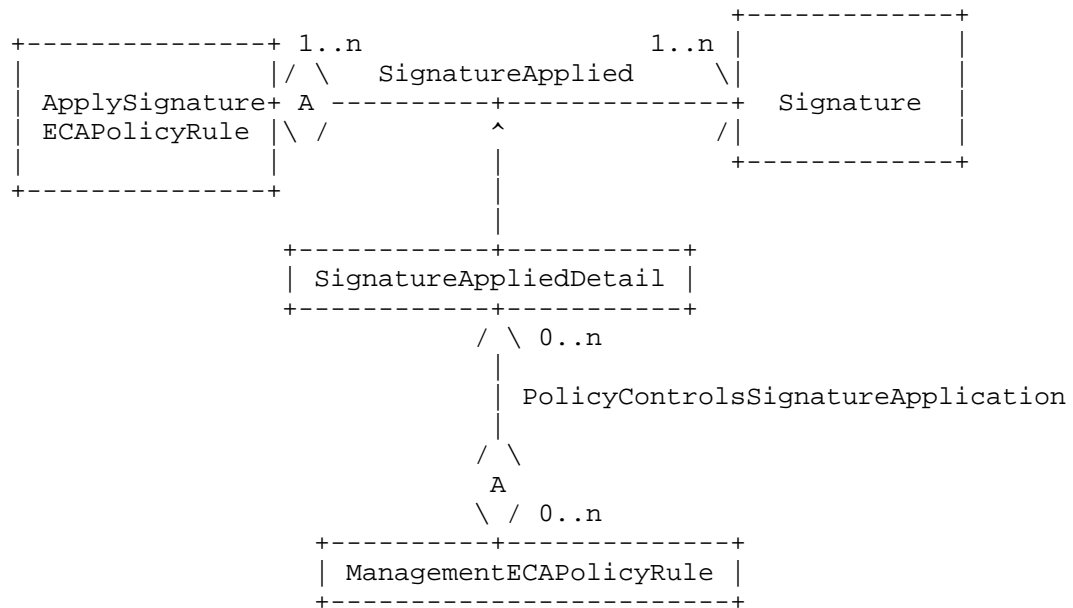 1..n 1..n
SignatureApplied
ApplySignature A Signature
ECAPolicyRule
SignatureAppliedDetail
0..n
PolicyControlsSignatureApplication
A
0..n
ManagementECAPolicyRule